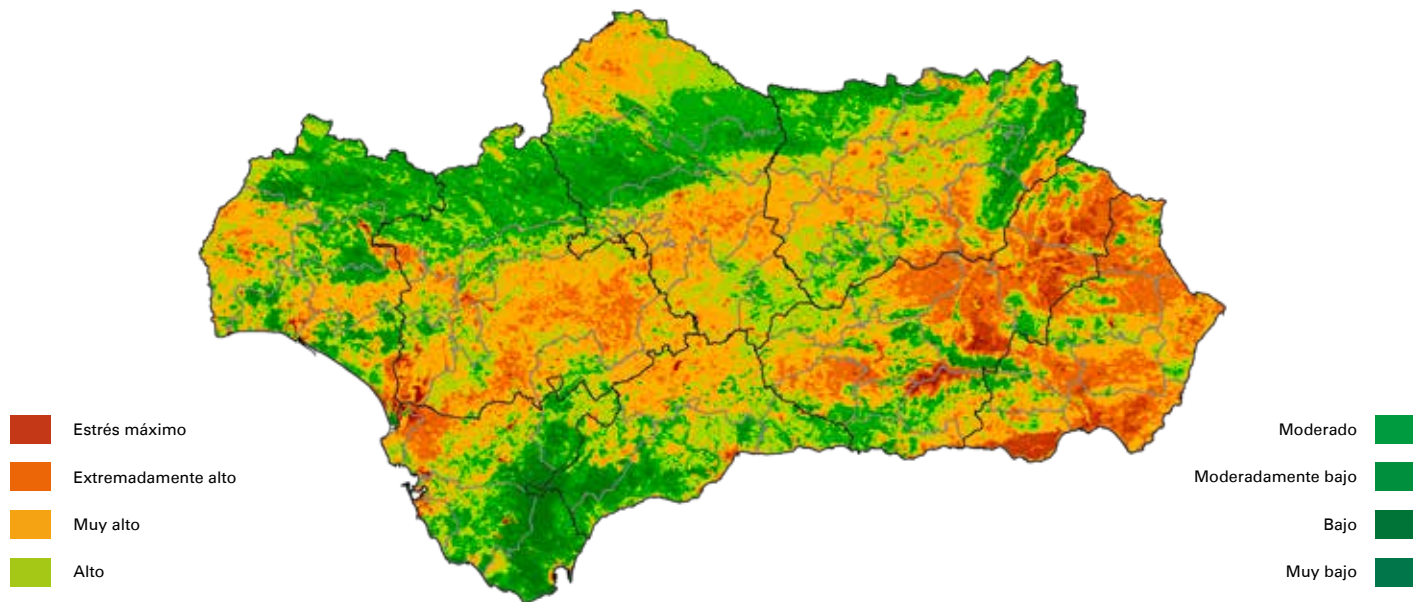 Estrés máximo
Extremadamente alto
Muy alto
Alto
Moderado
Moderadamente bajo
Bajo
Muy bajo